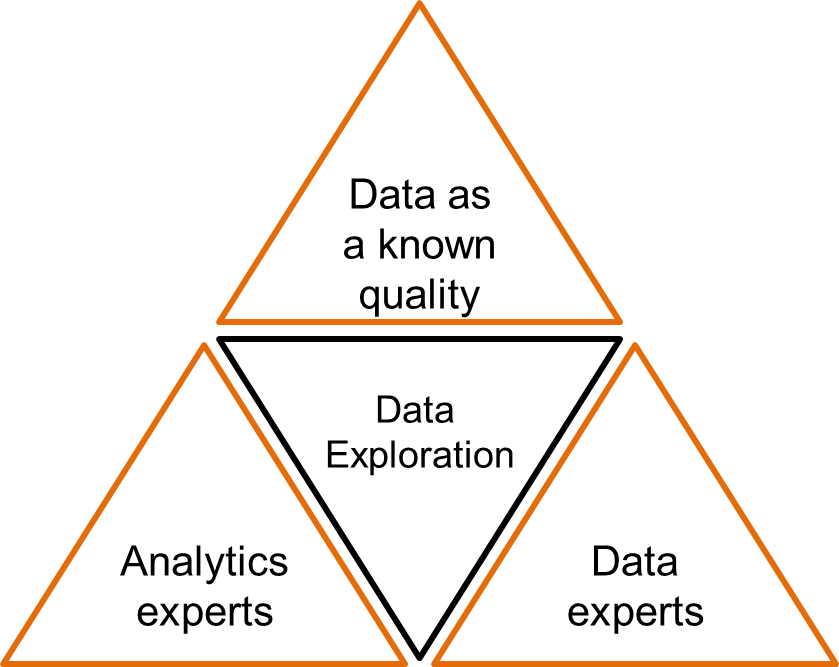 Data as
a known
quality
Data
Exploration
Analytics
experts
Data
experts